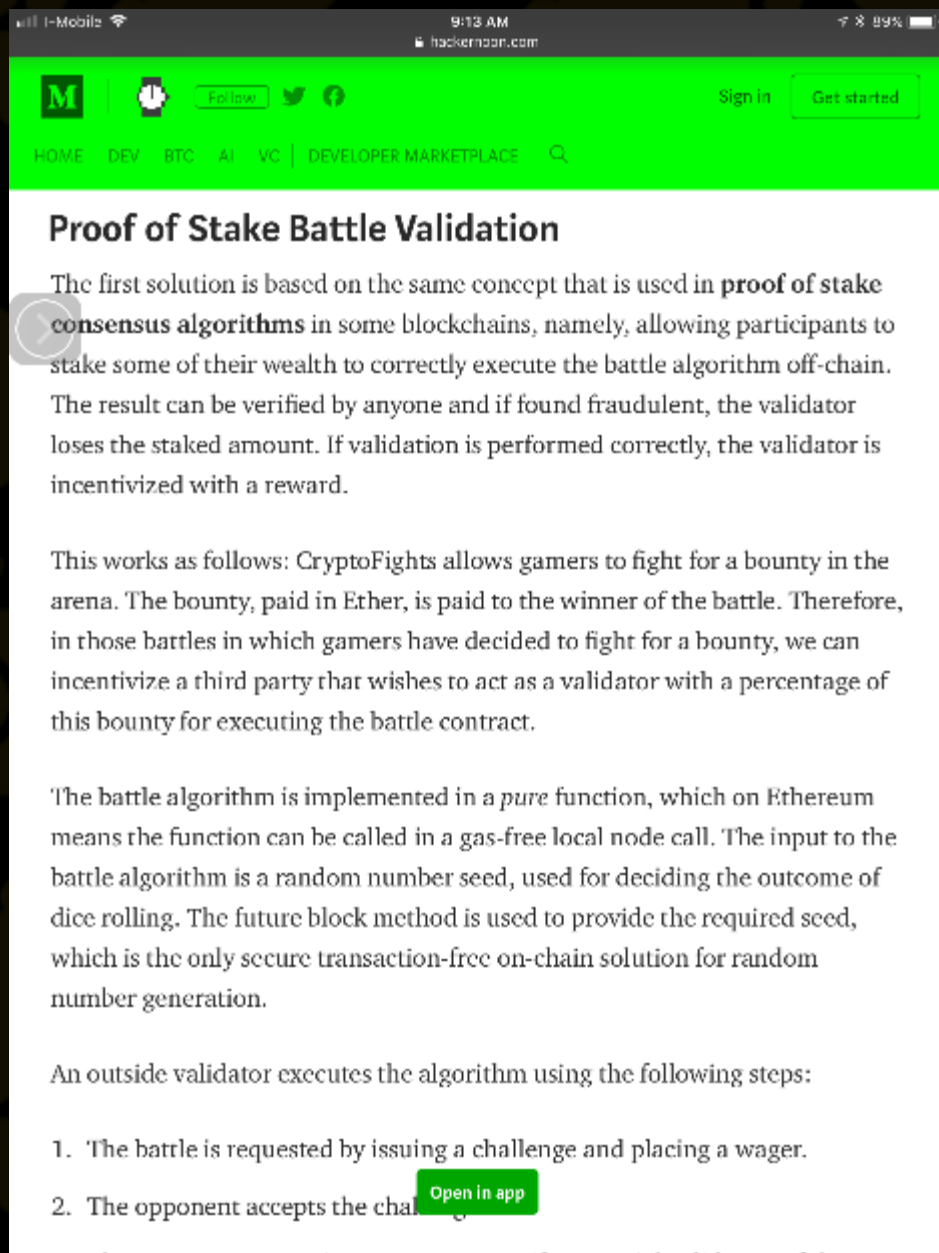 9:13 AM
89%
hackernoon.com
M
Follow
Sign in
Get started
HOME DEV BTC AI VC DEVELOPER MARKETPLACE
Proof of Stake Battle Validation
The first solution is based on the same concept that is used in proof of stake
consensus algorithms in some blockchains, namely, allowing participants to
stake some of their wealth to correctly execute the battle algorithm off-chain.
The result can be verified by anyone and if found fraudulent, the validator
loses the staked amount. If validation is performed correctly, the validator is
incentivized with a reward.
This works as follows: CryptoFights allows gamers to fight for a bounty in the
arena. The bounty, paid in Ether, is paid to the winner of the battle. Therefore,
in those battles in which gamers have decided to fight for a bounty, we can
incentivize a third party that wishes to act as a validator with a percentage of
this bounty for executing the battle contract.
The battle algorithm is implemented in a pure function, which on Ethereum
means the function can be called in a gas-free local node call. The input to the
battle algorithm is a random number seed, used for deciding the outcome of
dice rolling. The future block method is used to provide the required seed,
which is the only secure transaction-free on-chain solution for random
number generation.
An outside validator executes the algorithm using the following steps:
1. The battle is requested by issuing a challenge and placing a wager.
2. The opponent accepts the
Open in app